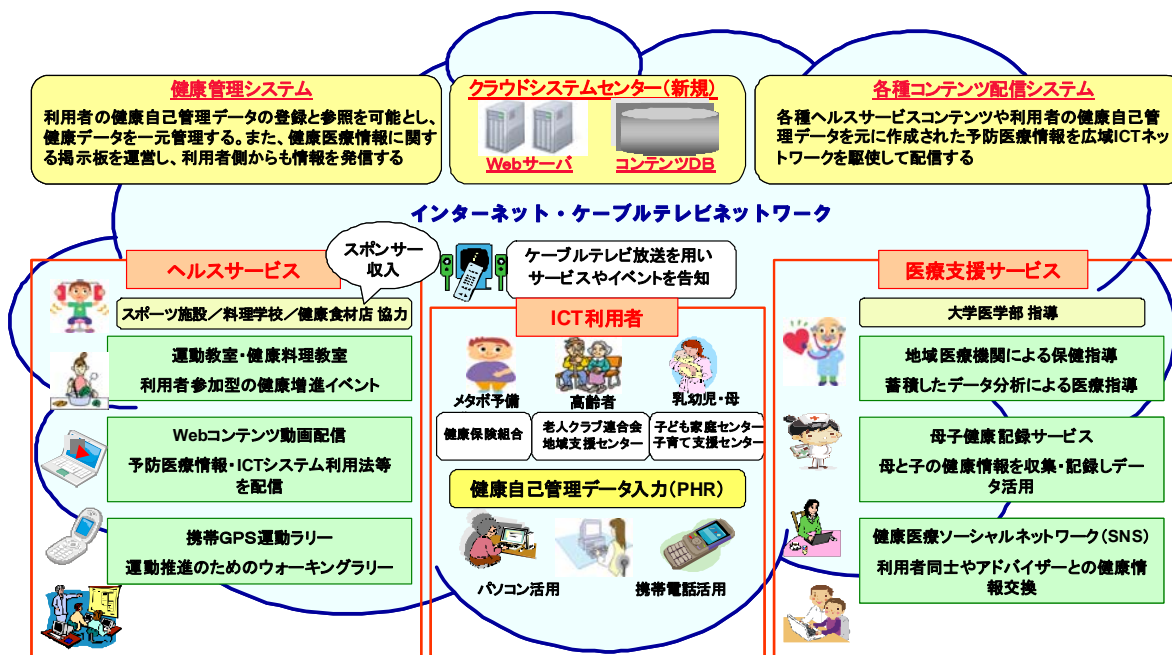 健康管理システム
利用者の健康自己管理データの登録と参照を可能とし、
健康データを一元管理する。また、健康医療情報に関す
る掲示板を運営し、利用者側からも情報を発信する
クラウドシステムセンター(新規)
Webサーバ
コンテンツDB
各種コンテンツ配信システム
各種ヘルスサービスコンテンツや利用者の健康自己管
理データを元に作成された予防医療情報を広域ICTネッ
トワークを駆使して配信する
インターネット・ケーブルテレビネットワーク
スポンサー
収入
ケーブルテレビ放送を用い
サービスやイベントを告知
ヘルスサービス
スポーツ施設/料理学校/健康食材店 協力
運動教室・健康料理教室
利用者参加型の健康増進イベント
Webコンテンツ動画配信
予防医療情報・ICTシステム利用法等
を配信
携帯GPS運動ラリー
運動推進のためのウォーキングラリー
ICT利用者
メタボ予備
高齢者
乳幼児・母
健康保険組合
老人クラブ連合会
地域支援センター
子ども家庭センター
子育て支援センター
健康自己管理データ入力(PHR)
パソコン活用
携帯電話活用
医療支援サービス
大学医学部 指導
地域医療機関による保健指導
蓄積したデータ分析による医療指導
母子健康記録サービス
母と子の健康情報を収集・記録しデー
タ活用
健康医療ソーシャルネットワーク(SNS)
利用者同士やアドバイザーとの健康情
報交換